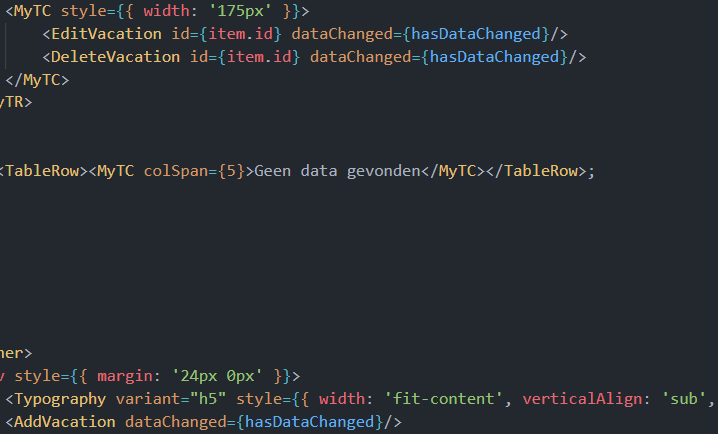 <MyTC style={{ width: '175px' }}>
<EditVacation id={item.id} dataChanged={hasDataChanged}/>
<DeleteVacation id={item.id} dataChanged={hasDataChanged}/>
</MyTC>
yTR>
<TableRow><MyTC colSpan={5}>Geen data gevonden</MyTC></TableRow>;
ner>
v style={{ margin: '24px 0px' }}>
<Typography variant="h5" style={{ width: 'fit-content', verticalAlign: 'sub',
<AddVacation dataChanged={hasDataChanged}/>